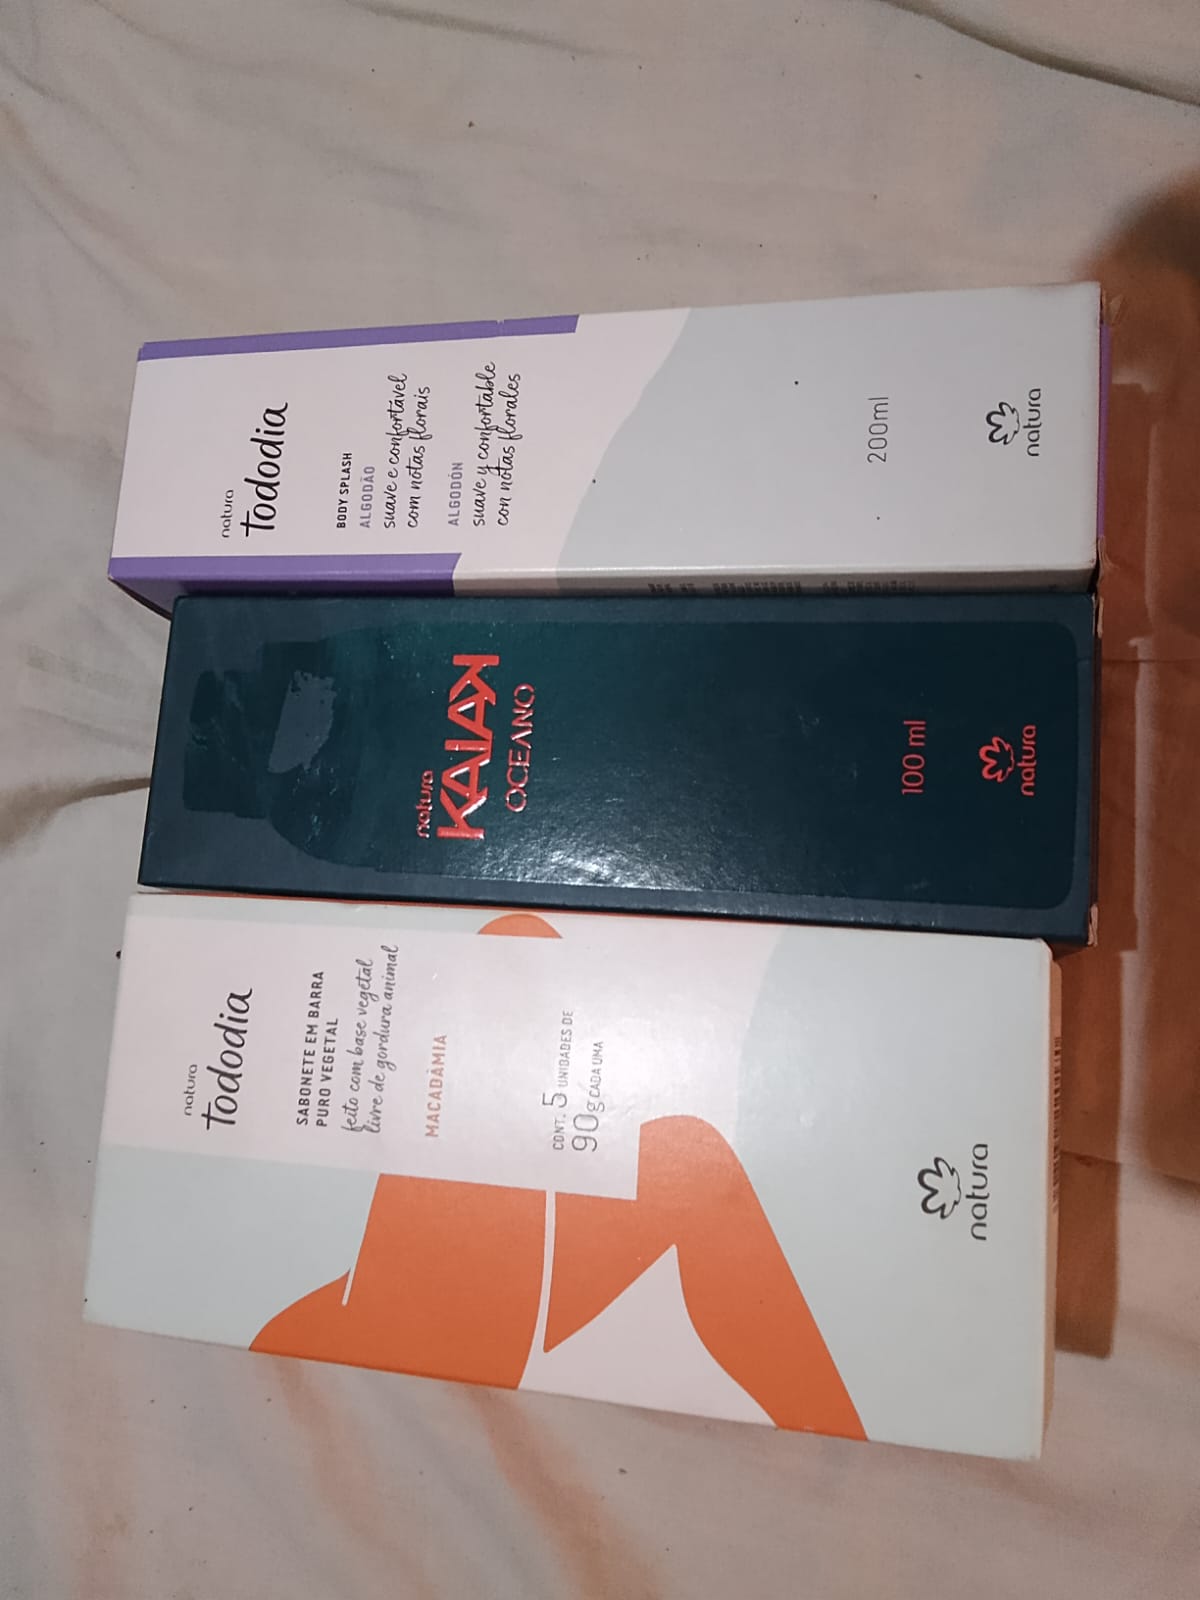 natura
tododia
SABONETE EM BARRA
PURO VEGETAL
feito com base vegetal
livre de gordura animal
MACADÂMIA
CONT. 5 UNIDADES DE
90g CADA UMA
natura
natura
KAIAK
OCEANO
100 ml
natura
natura
tododia
BODY SPLASH
ALGODÃO
suave e confortável
com notas florais
ALGODÓN
suave y confortable
con notas florales
200ml
natura